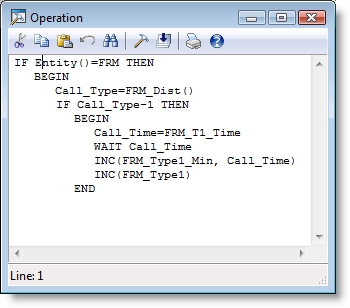 Operation
IF Entity()=FRM THEN
BEGIN
Call_Type=FRM_Dist()
IF Call_Type-1 THEN
BEGIN
Call_Time=FRM_T1_Time
WAIT Call_Time
INC(FRM_Type1_Min, Call_Time)
INC(FRM_Type1)
END
Line: 1